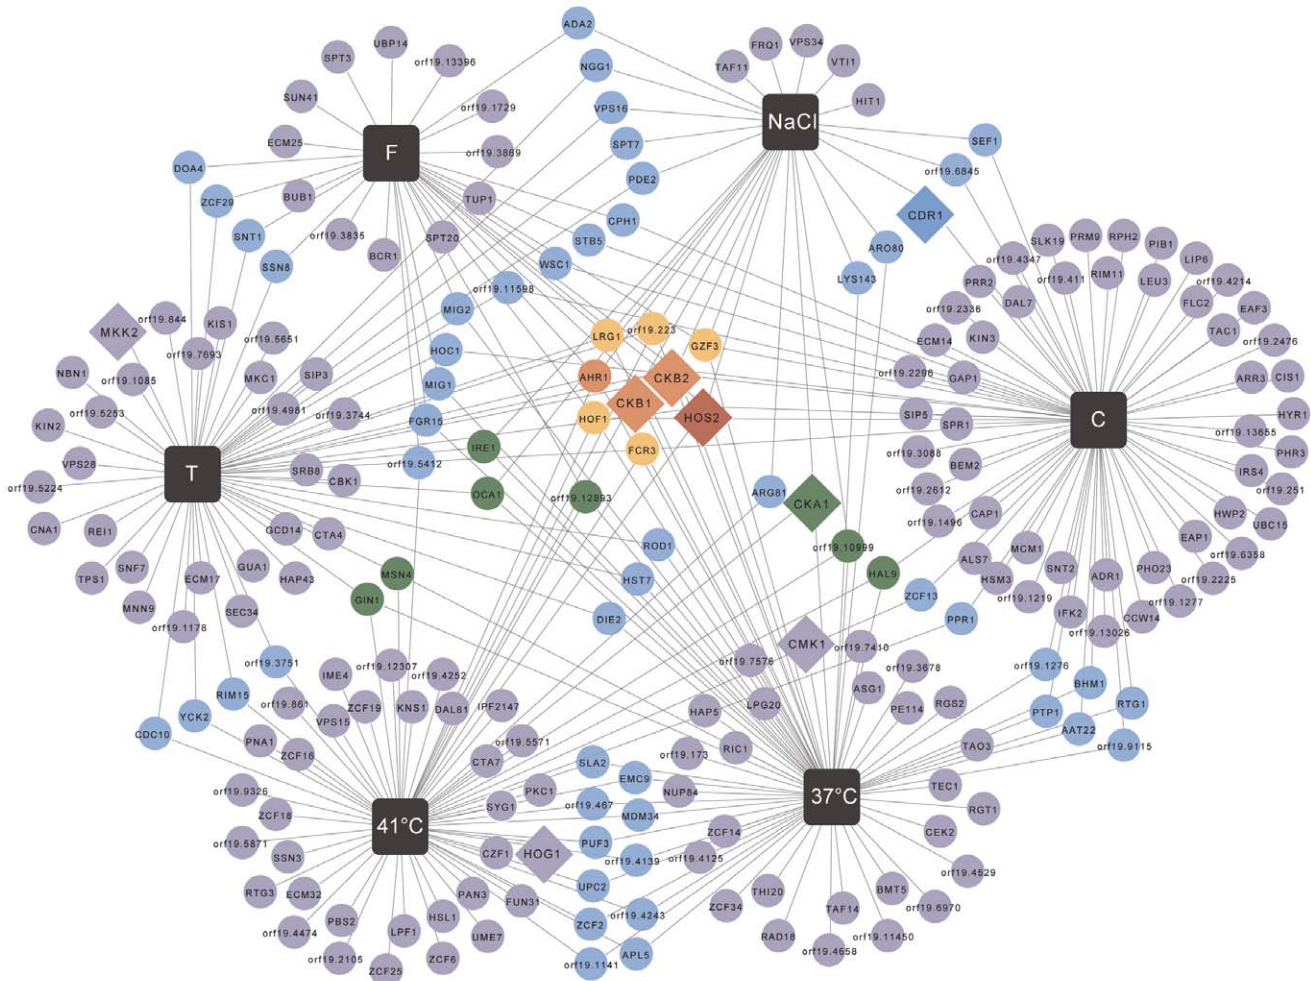 ADA2
UBP14
orf19.13396
SPT3
FRQ1
VPS34
VTI1
TAF11
NGG1
HIT1
SUN41
orf19.1729
VPS16
NaCl
ECM25
orf19.3869
SPT7
SEF1
F
DOA4
PDE2
orf19.6845
ZCF29
BUB1
TUP1
CDR1
CPH1
SNT1
orf19.3835
SPT20
STB5
ARO80
BCR1
SSN8
WSC1
LYS143
orf19.11598
SLK19
PRM9
RPH2
PIB1
LIP6
orf19.4347
orf19.411
RIM11
LEU3
orf19.4214
PRR2
DAL7
FLC2
EAF3
MIG2
orf19.2336
TAC1
MKK2
orf19.844
KIS1
LRG1
orf19.223
GZF3
KIN3
orf19.2476
orf19.7693
orf19.5651
HOC1
ECM14
orf19.2296
GAP1
ARR3
CIS1
NBN1
orf19.1085
MKC1
SIP3
MIG1
AHR1
CKB2
orf19.5253
orf19.4981
orf19.3744
CKB1
HOS2
SIP5
SPR1
C
HYR1
KIN2
FGR15
HOF1
orf19.13655
orf19.3088
PHR3
VPS28
T
SRB8
CBK1
orf19.5412
IRE1
FCR3
BEM2
IRS4
orf19.251
orf19.5224
OCA1
orf19.12893
ARG81
CKA1
orf19.2612
HWP2
UBC15
CNA1
REI1
GCD14
CTA4
orf19.1496
CAP1
EAP1
orf19.6358
ROD1
orf19.10999
ALS7
MCM1
TPS1
SNF7
GUA1
HAP43
MSN4
HST7
HAL9
HSM3
SNT2
ADR1
PHO23
orf19.2225
ECM17
GIN1
ZCF13
orf19.1219
orf19.1277
MNN9
SEC34
DIE2
PPR1
IFK2
CCW14
orf19.1178
orf19.13026
CMK1
orf19.7410
orf19.3751
orf19.7576
orf19.3678
orf19.1276
BHM1
IME4
orf19.12307
orf19.4252
RIM15
orf19.861
ZCF19
KNS1
DAL81
IPF2147
HAP5
LPG20
ASG1
PE114
RGS2
PTP1
RTG1
YCK2
VPS15
AAT22
CDC10
PNA1
ZCF16
orf19.5571
RIC1
TAO3
orf19.9115
CTA7
SLA2
orf19.173
orf19.9326
PKC1
EMC9
NUP84
37°C
TEC1
SYG1
orf19.467
RGT1
ZCF18
41°C
MDM34
orf19.5871
ZCF14
CEK2
SSN3
CZF1
HOG1
PUF3
orf19.4139
orf19.4125
orf19.4529
RTG3
ECM32
PAN3
FUN31
UPC2
THI20
BMT5
PBS2
HSL1
orf19.4243
ZCF34
TAF14
orf19.6970
orf19.4474
LPF1
UME7
ZCF2
RAD18
orf19.11450
orf19.2105
ZCF6
APL5
orf19.4658
ZCF25
orf19.1141